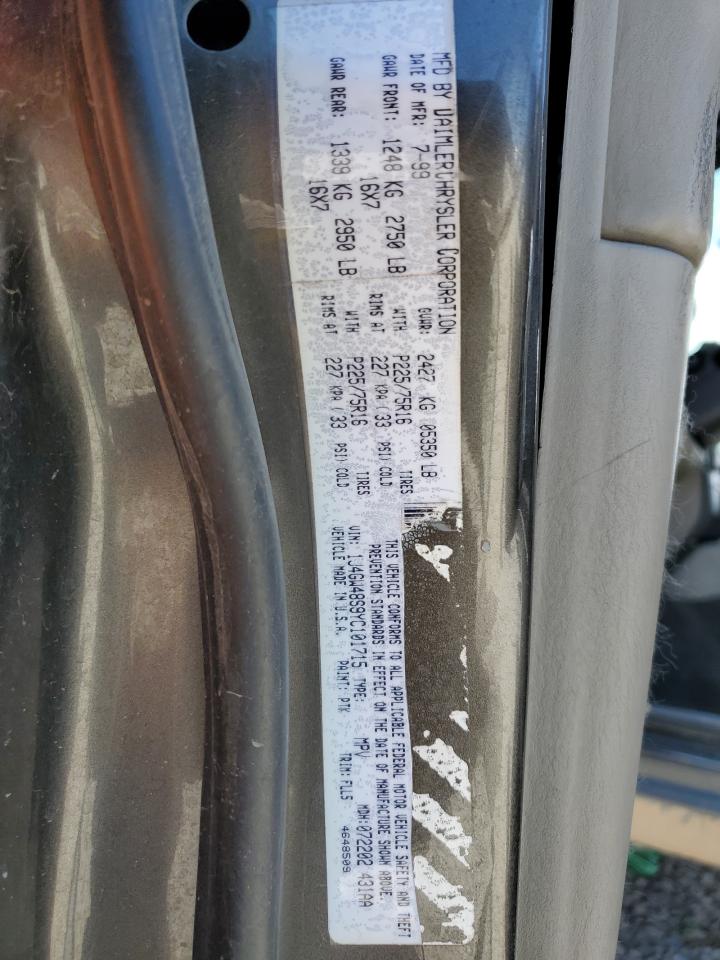 MFD BY DAIMLERCHRYSLER CORPORATION
DATE OF MFR: 7-99 GVWR: 2427 KG 05350 LB
GAWR FRONT: 1248 KG 2750 LB WITH P225/75R16 TIRES
16X7 RIMS AT 227 KPA ( 33 PSI) COLD
GAWR REAR: 1339 KG 2950 LB WITH P225/75R16 TIRES
16X7 RIMS AT 227 KPA ( 33 PSI) COLD
THIS VEHICLE CONFORMS TO ALL APPLICABLE FEDERAL MOTOR VEHICLE SAFETY AND THEFT
PREVENTION STANDARDS IN EFFECT ON THE DATE OF MANUFACTURE SHOWN ABOVE.
VIN: 1J4GW48S9YC101715 TYPE: MPV MDH:072202 431AA
VEHICLE MADE IN U.S.A. PAINT: PTK TRIM: FLL5 4648509